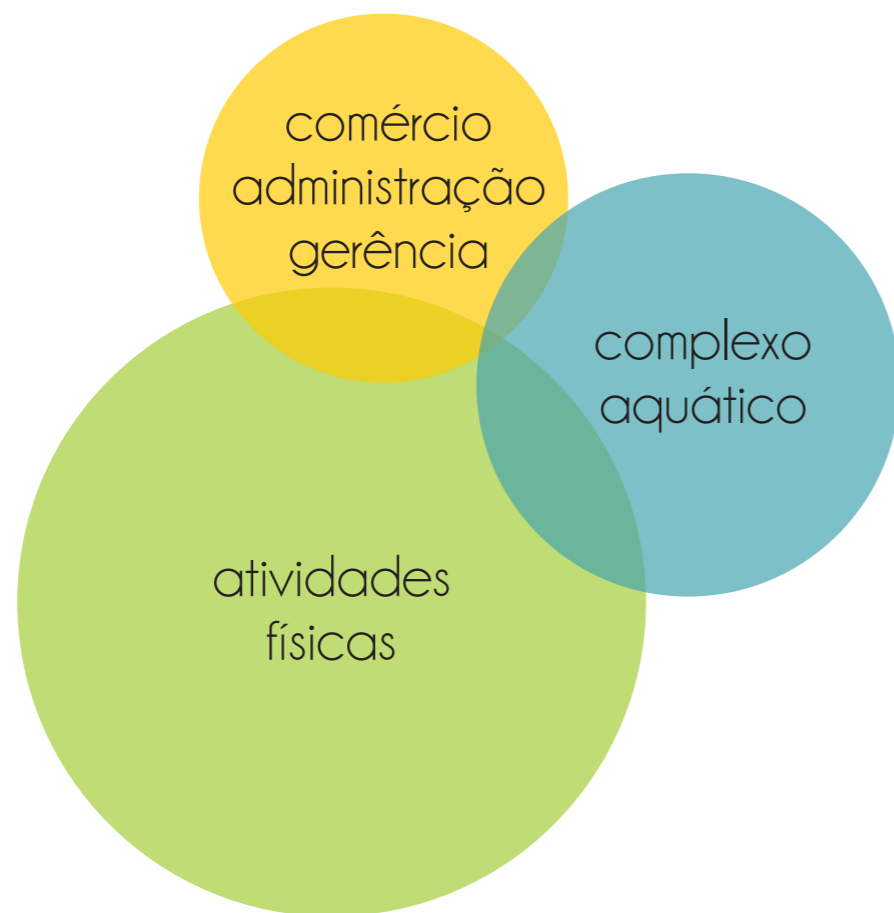 comércio
administração
gerência
complexo
aquático
atividades
físicas